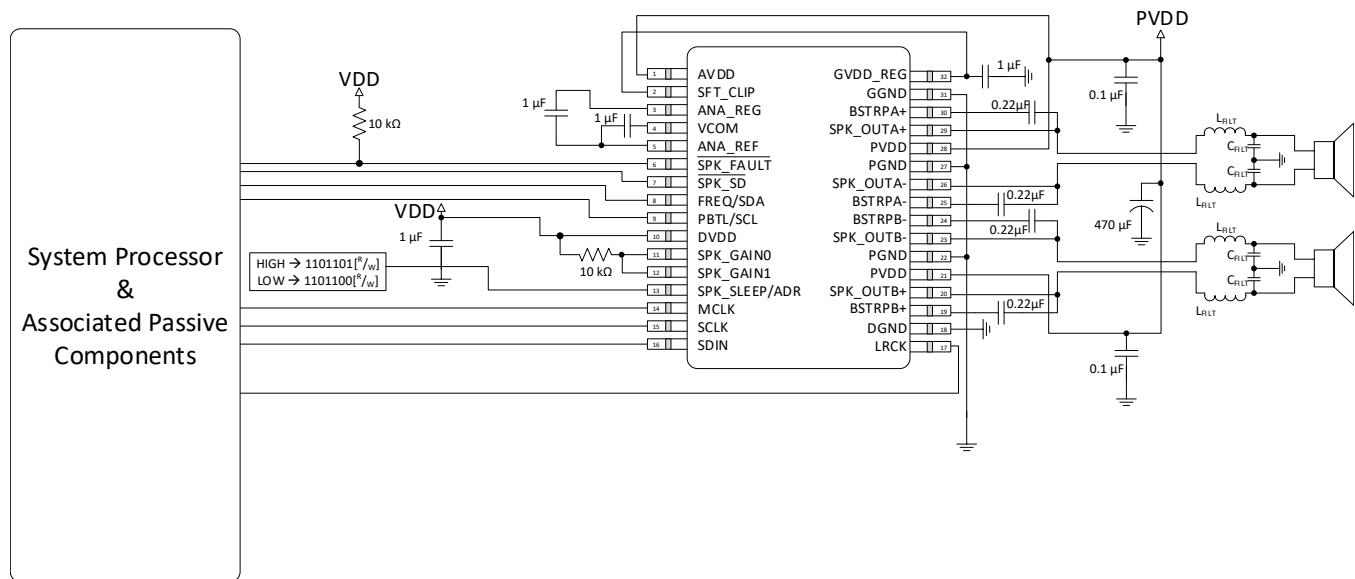 System Processor
&
Associated Passive
Components
VDD
10 kΩ
1 µF
1 µF
VDD
1 µF
10 kΩ
HIGH → 1101101[R/W]
LOW → 1101100[R/W]
1 AVDD
2 SFT_CLIP
3 ANA_REG
4 VCOM
5 ANA_REF
6 SPK_FAULT
7 SPK_SD
8 FREQ/SDA
9 PBTL/SCL
10 DVDD
11 SPK_GAIN0
12 SPK_GAIN1
13 SPK_SLEEP/ADR
14 MCLK
15 SCLK
16 SDIN
GVDD_REG 32
GGND 31
BSTRPA+ 30
SPK_OUTA+ 29
PVDD 28
PGND 27
SPK_OUTA- 26
BSTRPA- 25
BSTRPB- 24
SPK_OUTB- 23
PGND 22
PVDD 21
SPK_OUTB+ 20
BSTRPB+ 19
DGND 18
LRCK 17
1 µF
0.22µF
0.22µF
0.22µF
0.22µF
PVDD
0.1 µF
470 µF
0.1 µF
LFILT
CFILT
CFILT
LFILT
LFILT
CFILT
CFILT
LFILT